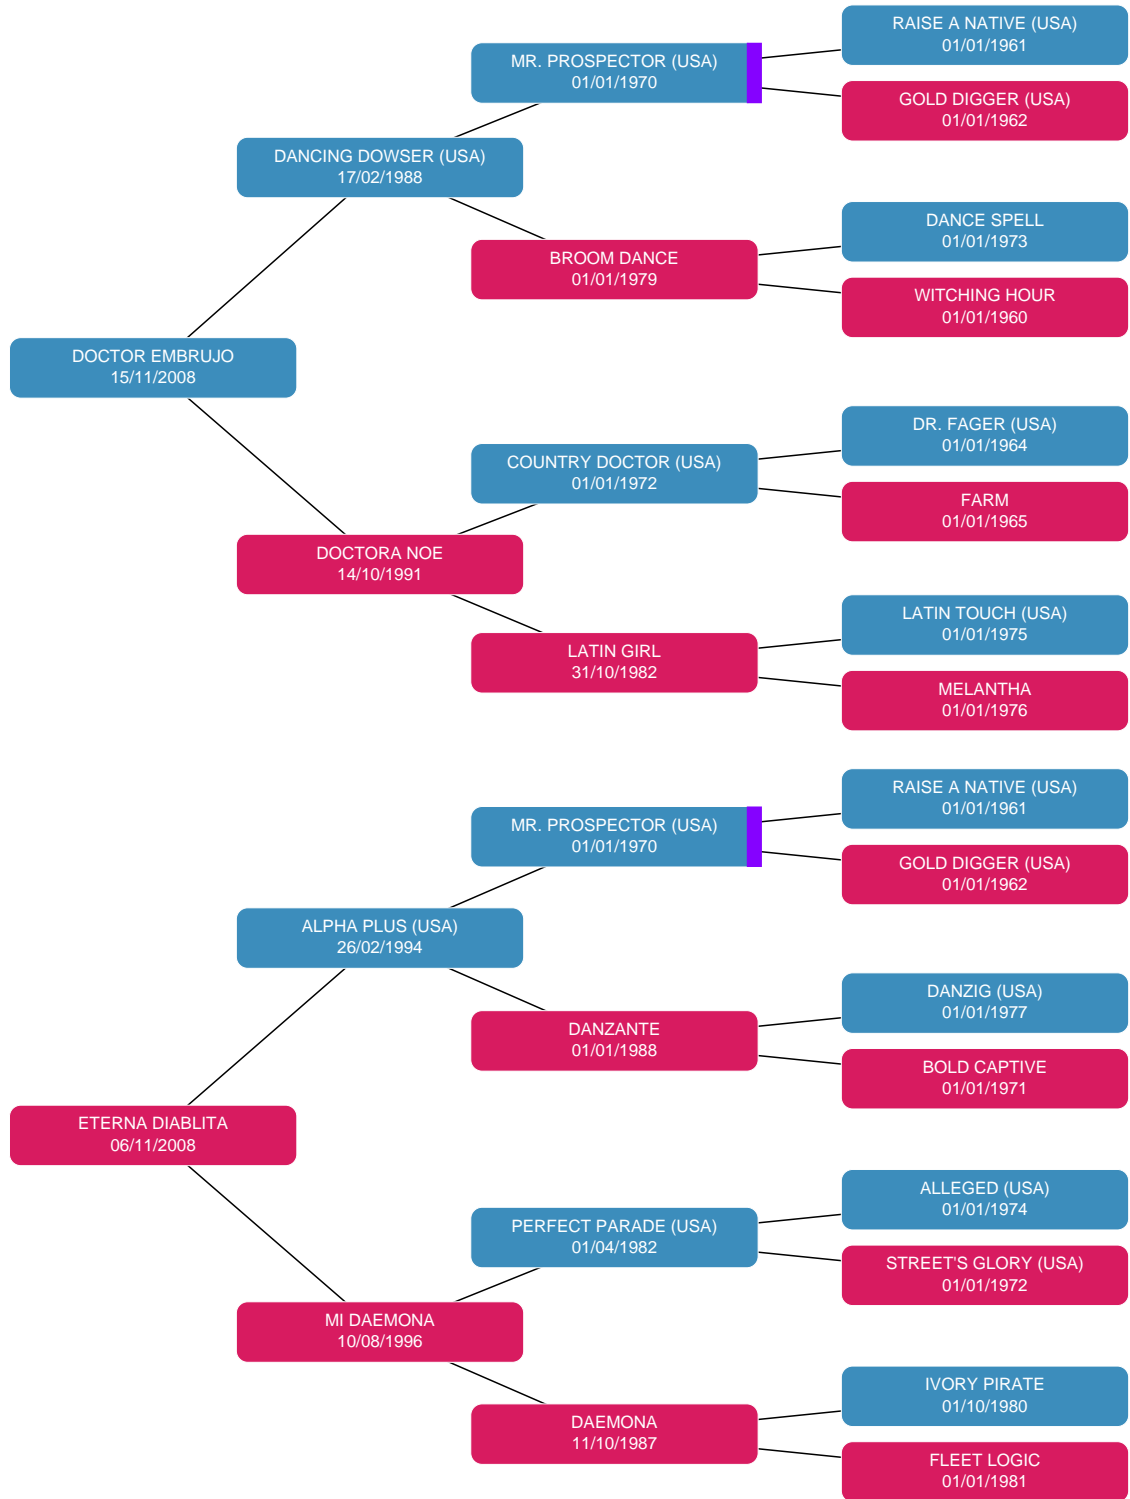 RAISE A NATIVE (USA)
01/01/1961
MR. PROSPECTOR (USA)
01/01/1970
GOLD DIGGER (USA)
01/01/1962
DANCING DOWSER (USA)
17/02/1988
DANCE SPELL
01/01/1973
BROOM DANCE
01/01/1979
WITCHING HOUR
01/01/1960
DOCTOR EMBRUJO
15/11/2008
DR. FAGER (USA)
01/01/1964
COUNTRY DOCTOR (USA)
01/01/1972
FARM
01/01/1965
DOCTORA NOE
14/10/1991
LATIN TOUCH (USA)
01/01/1975
LATIN GIRL
31/10/1982
MELANTHA
01/01/1976
RAISE A NATIVE (USA)
01/01/1961
MR. PROSPECTOR (USA)
01/01/1970
GOLD DIGGER (USA)
01/01/1962
ALPHA PLUS (USA)
26/02/1994
DANZIG (USA)
01/01/1977
DANZANTE
01/01/1988
BOLD CAPTIVE
01/01/1971
ETERNA DIABLITA
06/11/2008
ALLEGED (USA)
01/01/1974
PERFECT PARADE (USA)
01/04/1982
STREET'S GLORY (USA)
01/01/1972
MI DAEMONA
10/08/1996
IVORY PIRATE
01/10/1980
DAEMONA
11/10/1987
FLEET LOGIC
01/01/1981